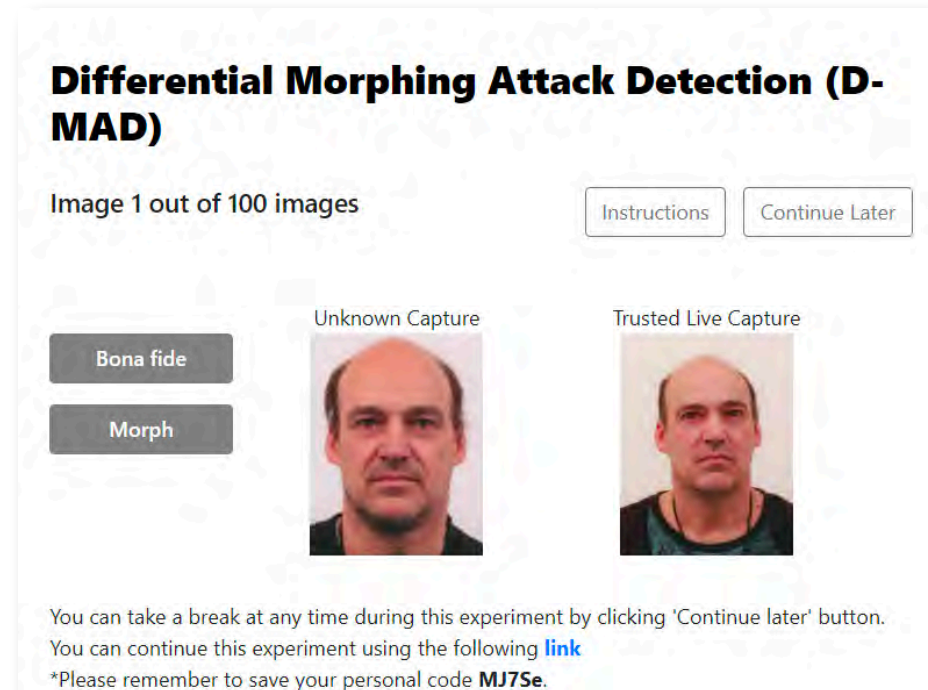 Differential Morphing Attack Detection (D-
MAD)
Image 1 out of 100 images
Instructions
Continue Later
Unknown Capture
Trusted Live Capture
Bona fide
Morph
You can take a break at any time during this experiment by clicking 'Continue later' button.
You can continue this experiment using the following link
*Please remember to save your personal code MJ7Se.